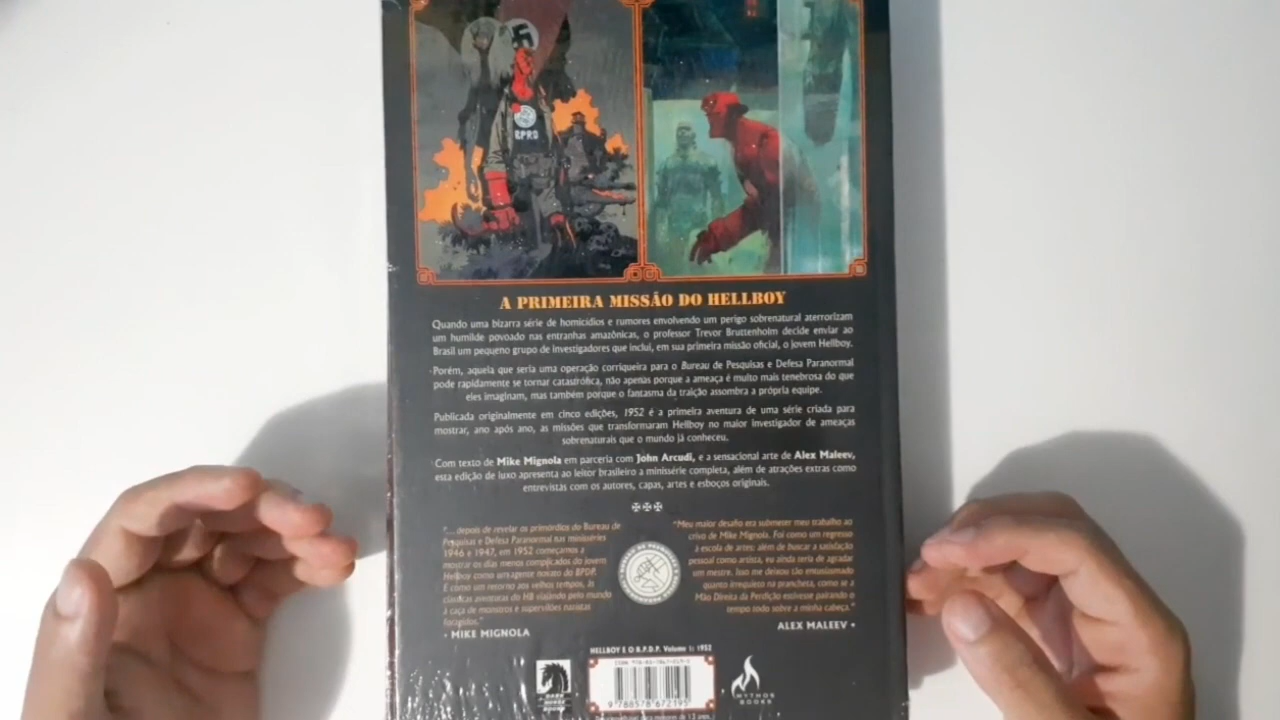 BPRD
A PRIMEIRA MISSÃO DO HELLBOY
Quando uma bizarra série de homicídios e rumores envolvendo um perigo sobrenatural aterrorizam
um humilde povoado nas entranhas amazônicas, o professor Trevor Bruttenholm decide enviar ao
Brasil um pequeno grupo de investigadores que inclui, em sua primeira missão oficial, o jovem Hellboy.
Porém, aquela que seria uma operação corriqueira para o Bureau de Pesquisas e Defesa Paranormal
pode rapidamente se tornar catastrófica, não apenas porque a ameaça é muito mais tenebrosa do que
eles imaginam, mas também porque o fantasma da traição assombra a própria equipe.
Publicada originalmente em cinco edições, 1952 é a primeira aventura de uma série criada para
mostrar, ano após ano, as missões que transformaram Hellboy no maior investigador de ameaças
sobrenaturais que o mundo já conheceu.
Com texto de Mike Mignola em parceria com John Arcudi, e a sensacional arte de Alex Maleev,
esta edição de luxo apresenta ao leitor brasileiro a minissérie completa, além de atrações extras como
entrevistas com os autores, capas, artes e esboços originais.
"... depois de revelar os primórdios do Bureau de
Pesquisas e Defesa Paranormal nas minisséries
1946 e 1947, em 1952 começamos a
mostrar os dias menos complicados do jovem
Hellboy como um agente novato do BPDP.
É como um retorno aos velhos tempos, às
clássicas aventuras do HB viajando pelo mundo
à caça de monstros e supervilões nazistas
foragidos."
• MIKE MIGNOLA
"Meu maior desafio era submeter meu trabalho ao
crivo de Mike Mignola. Foi como um regresso
à escola de artes: além de buscar a satisfação
pessoal como artista, eu ainda teria de agradar
um mestre. Isso me deixou tão entusiasmado
quanto irrequieto na prancheta, como se a
Mão Direita da Perdição estivesse pairando o
tempo todo sobre a minha cabeça."
ALEX MALEEV •
HELLBOY E O B.P.D.P. Volume 1: 1952
DARK
HORSE
BOOKS
9 788578 672195
MYTHOS
BOOKS